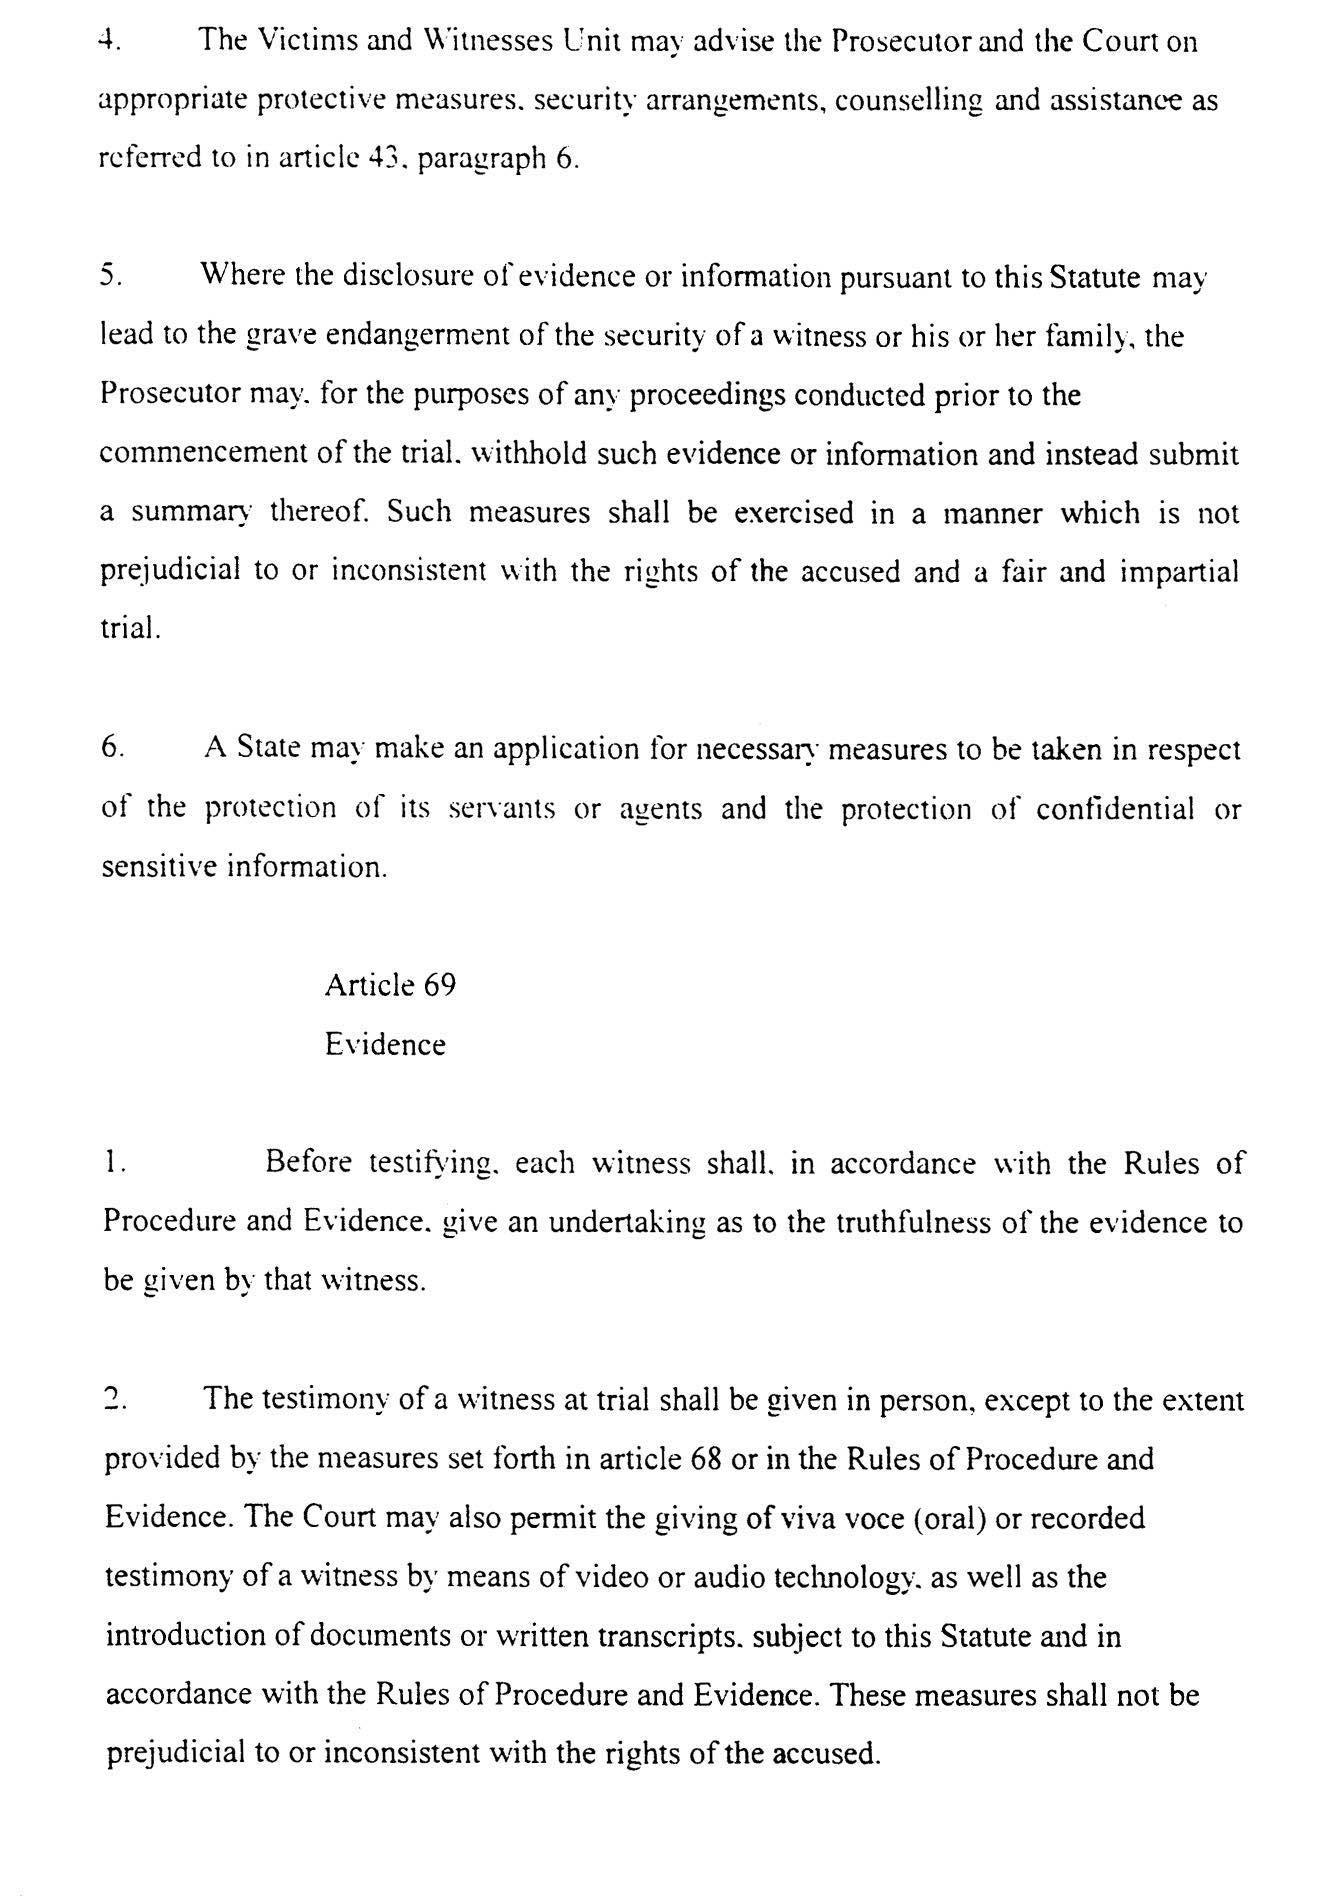 4. The Victims and Witnesses Unit may advise the Prosecutor and the Court on
appropriate protective measures, security arrangements, counselling and assistance as
referred to in article 43, paragraph 6.
5. Where the disclosure of evidence or information pursuant to this Statute may
lead to the grave endangerment of the security of a witness or his or her family, the
Prosecutor may, for the purposes of any proceedings conducted prior to the
commencement of the trial, withhold such evidence or information and instead submit
a summary thereof. Such measures shall be exercised in a manner which is not
prejudicial to or inconsistent with the rights of the accused and a fair and impartial
trial.
6. A State may make an application for necessary measures to be taken in respect
of the protection of its servants or agents and the protection of confidential or
sensitive information.
Article 69
Evidence
1. Before testifying, each witness shall, in accordance with the Rules of
Procedure and Evidence, give an undertaking as to the truthfulness of the evidence to
be given by that witness.
2. The testimony of a witness at trial shall be given in person, except to the extent
provided by the measures set forth in article 68 or in the Rules of Procedure and
Evidence. The Court may also permit the giving of viva voce (oral) or recorded
testimony of a witness by means of video or audio technology, as well as the
introduction of documents or written transcripts, subject to this Statute and in
accordance with the Rules of Procedure and Evidence. These measures shall not be
prejudicial to or inconsistent with the rights of the accused.